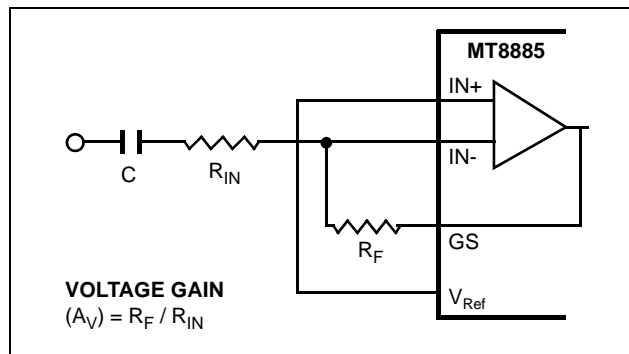 MT8885
IN+
IN-
C
R_IN
R_F
GS
V_Ref
VOLTAGE GAIN
(A_V) = R_F / R_IN